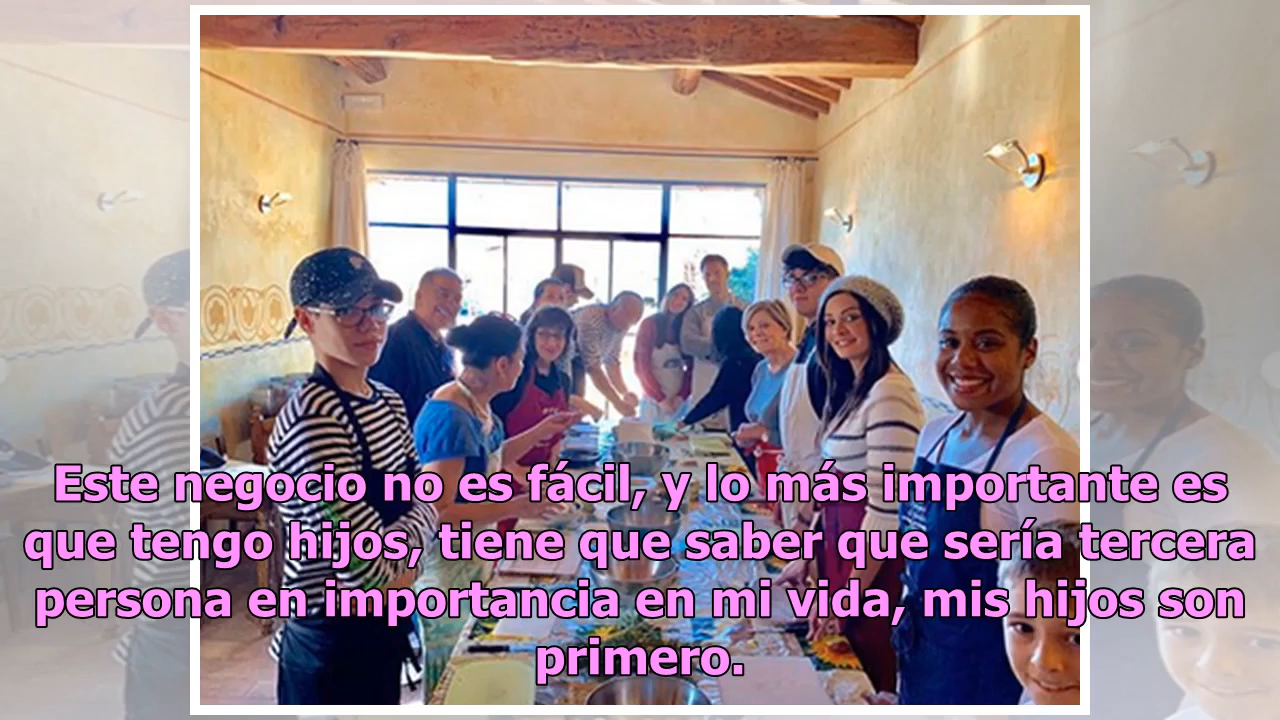 Este negocio no es fácil, y lo más importante es
que tengo hijos, tiene que saber que sería tercera
persona en importancia en mi vida, mis hijos son
primero.